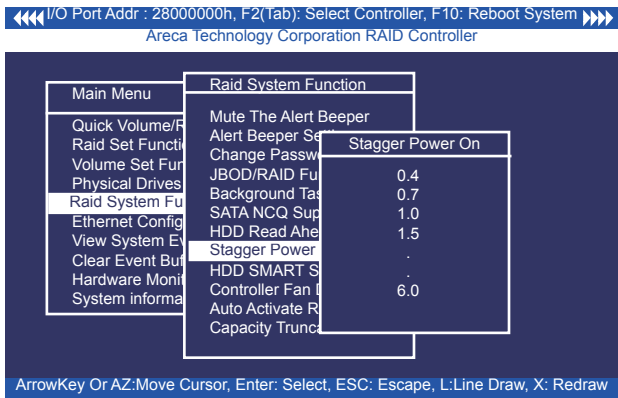 I/O Port Addr : 28000000h, F2(Tab): Select Controller, F10: Reboot System
Areca Technology Corporation RAID Controller
Main Menu
Quick Volume/R
Raid Set Functi
Volume Set Fun
Physical Drives
Raid System Fu
Ethernet Config
View System Ev
Clear Event Buf
Hardware Monit
System informa
Raid System Function
Mute The Alert Beeper
Alert Beeper Set
Change Passw
JBOD/RAID Fu
Background Tas
SATA NCQ Sup
HDD Read Ahe
Stagger Power
HDD SMART S
Controller Fan D
Auto Activate R
Capacity Trunca
Stagger Power On
0.4
0.7
1.0
1.5
.
.
6.0
ArrowKey Or AZ:Move Cursor, Enter: Select, ESC: Escape, L:Line Draw, X: Redraw